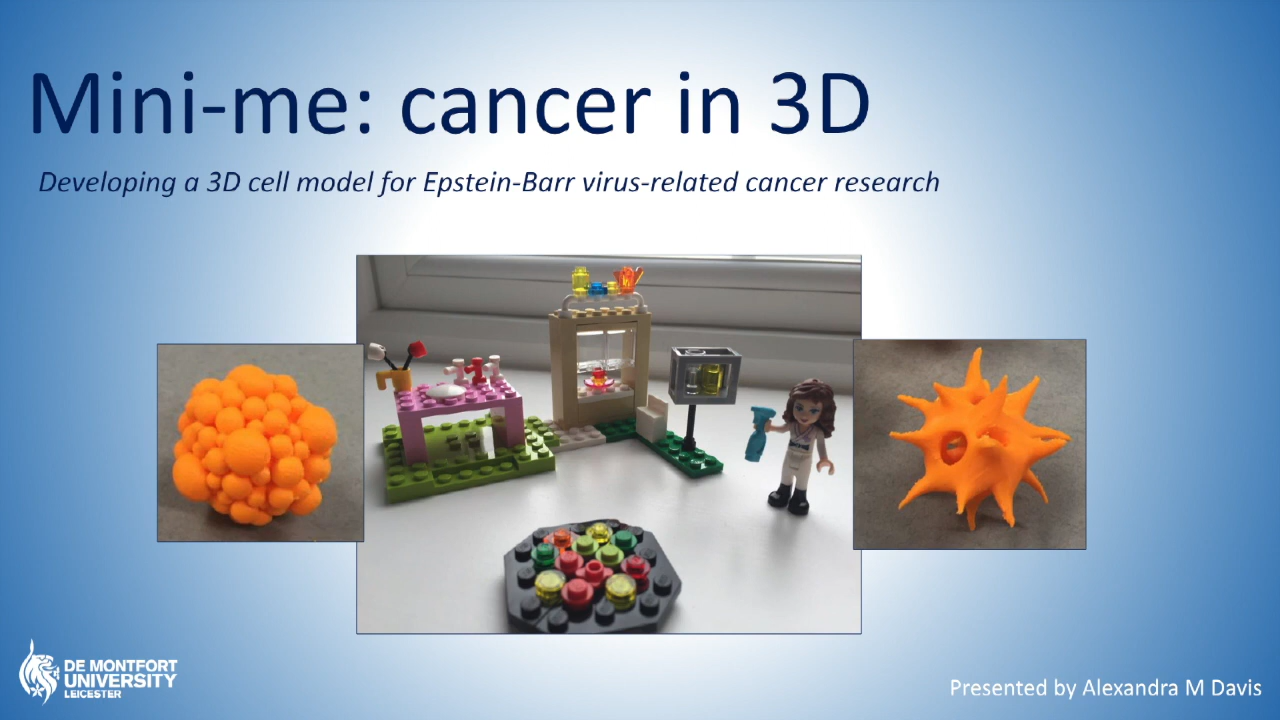 Mini-me: cancer in 3D
Developing a 3D cell model for Epstein-Barr virus-related cancer research
DE MONTFORT
UNIVERSITY
LEICESTER
Presented by Alexandra M Davis